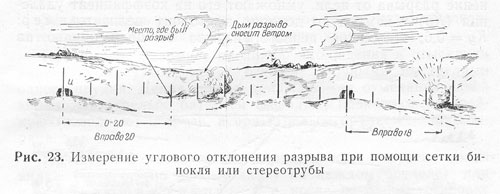 Место, где был
разрыв
Дым разрыва
сносит ветром
ц
ц
0-20
Вправо 20
Вправо 18
Рис. 23. Измерение углового отклонения разрыва при помощи сетки би-
нокля или стереотрубы